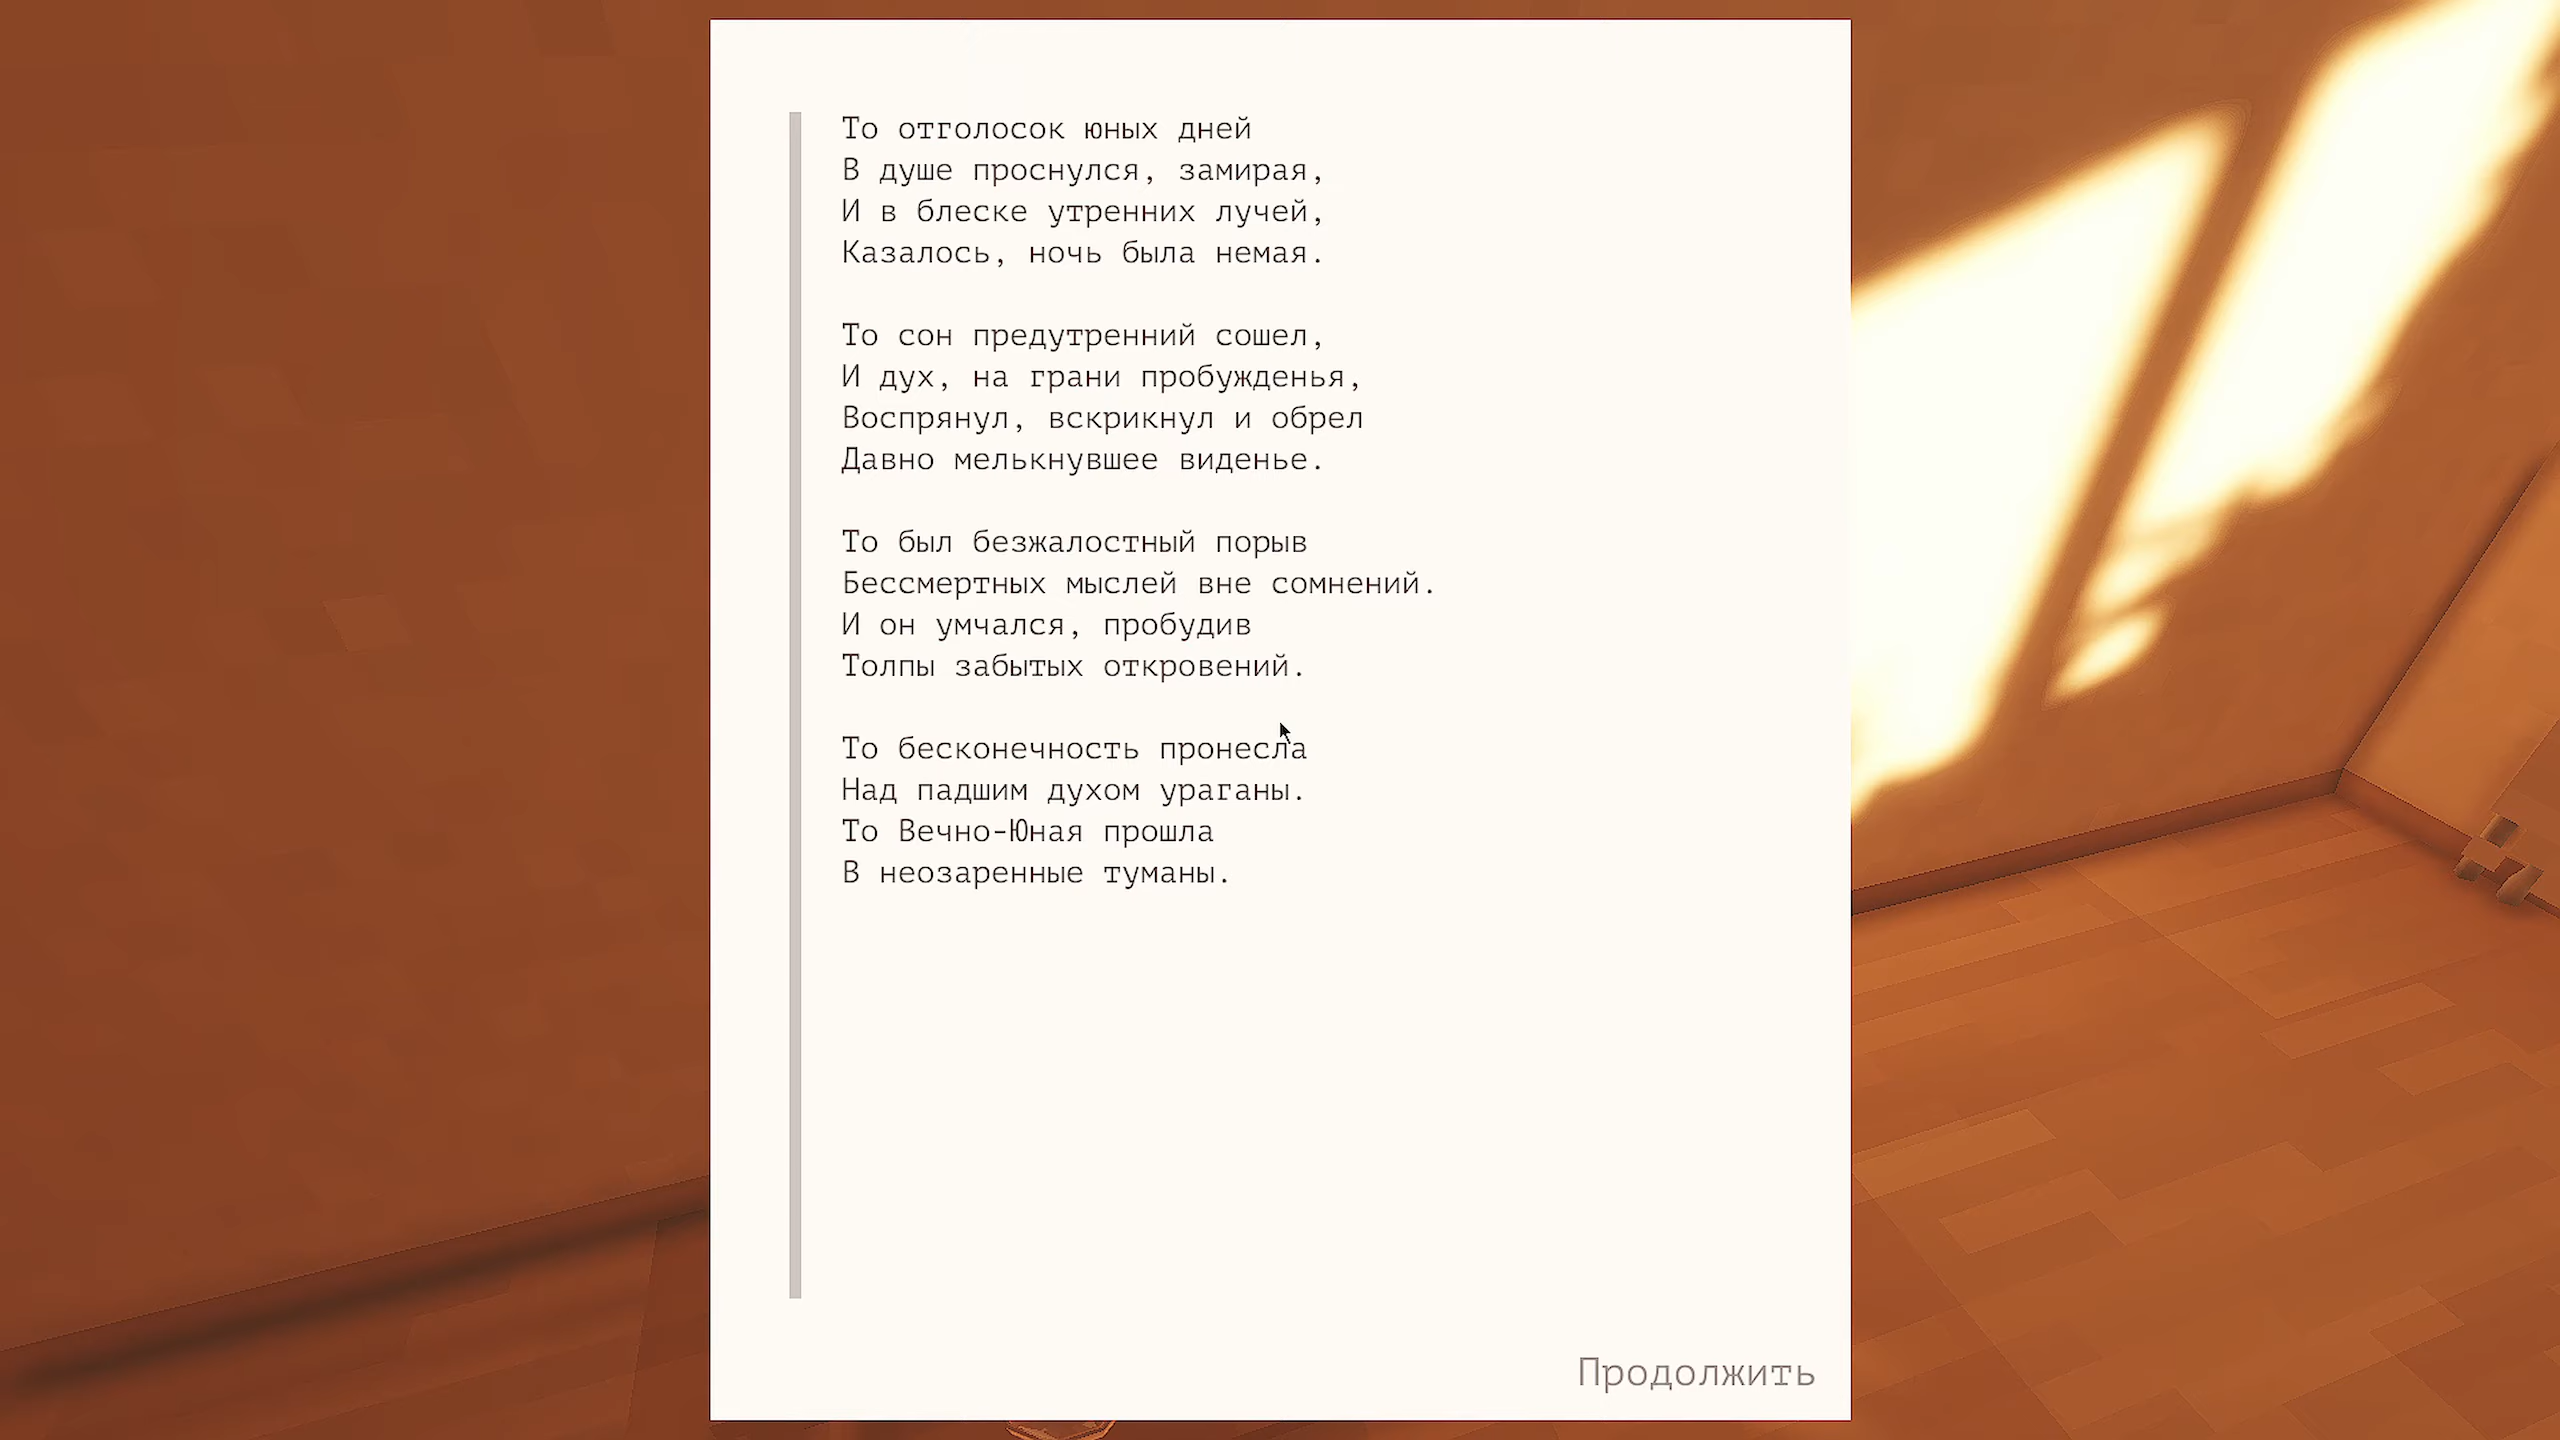 То отголосок юных дней
В душе проснулся, замирая,
И в блеске утренних лучей,
Казалось, ночь была немая.
То сон предутренний сошел,
И дух, на грани пробужденья,
Воспрянул, вскрикнул и обрел
Давно мелькнувшее виденье.
То был безжалостный порыв
Бессмертных мыслей вне сомнений.
И он умчался, пробудив
Толпы забытых откровений.
То бесконечность пронесла
Над падшим духом ураганы.
То Вечно-Юная прошла
В неозаренные туманы.
Продолжить